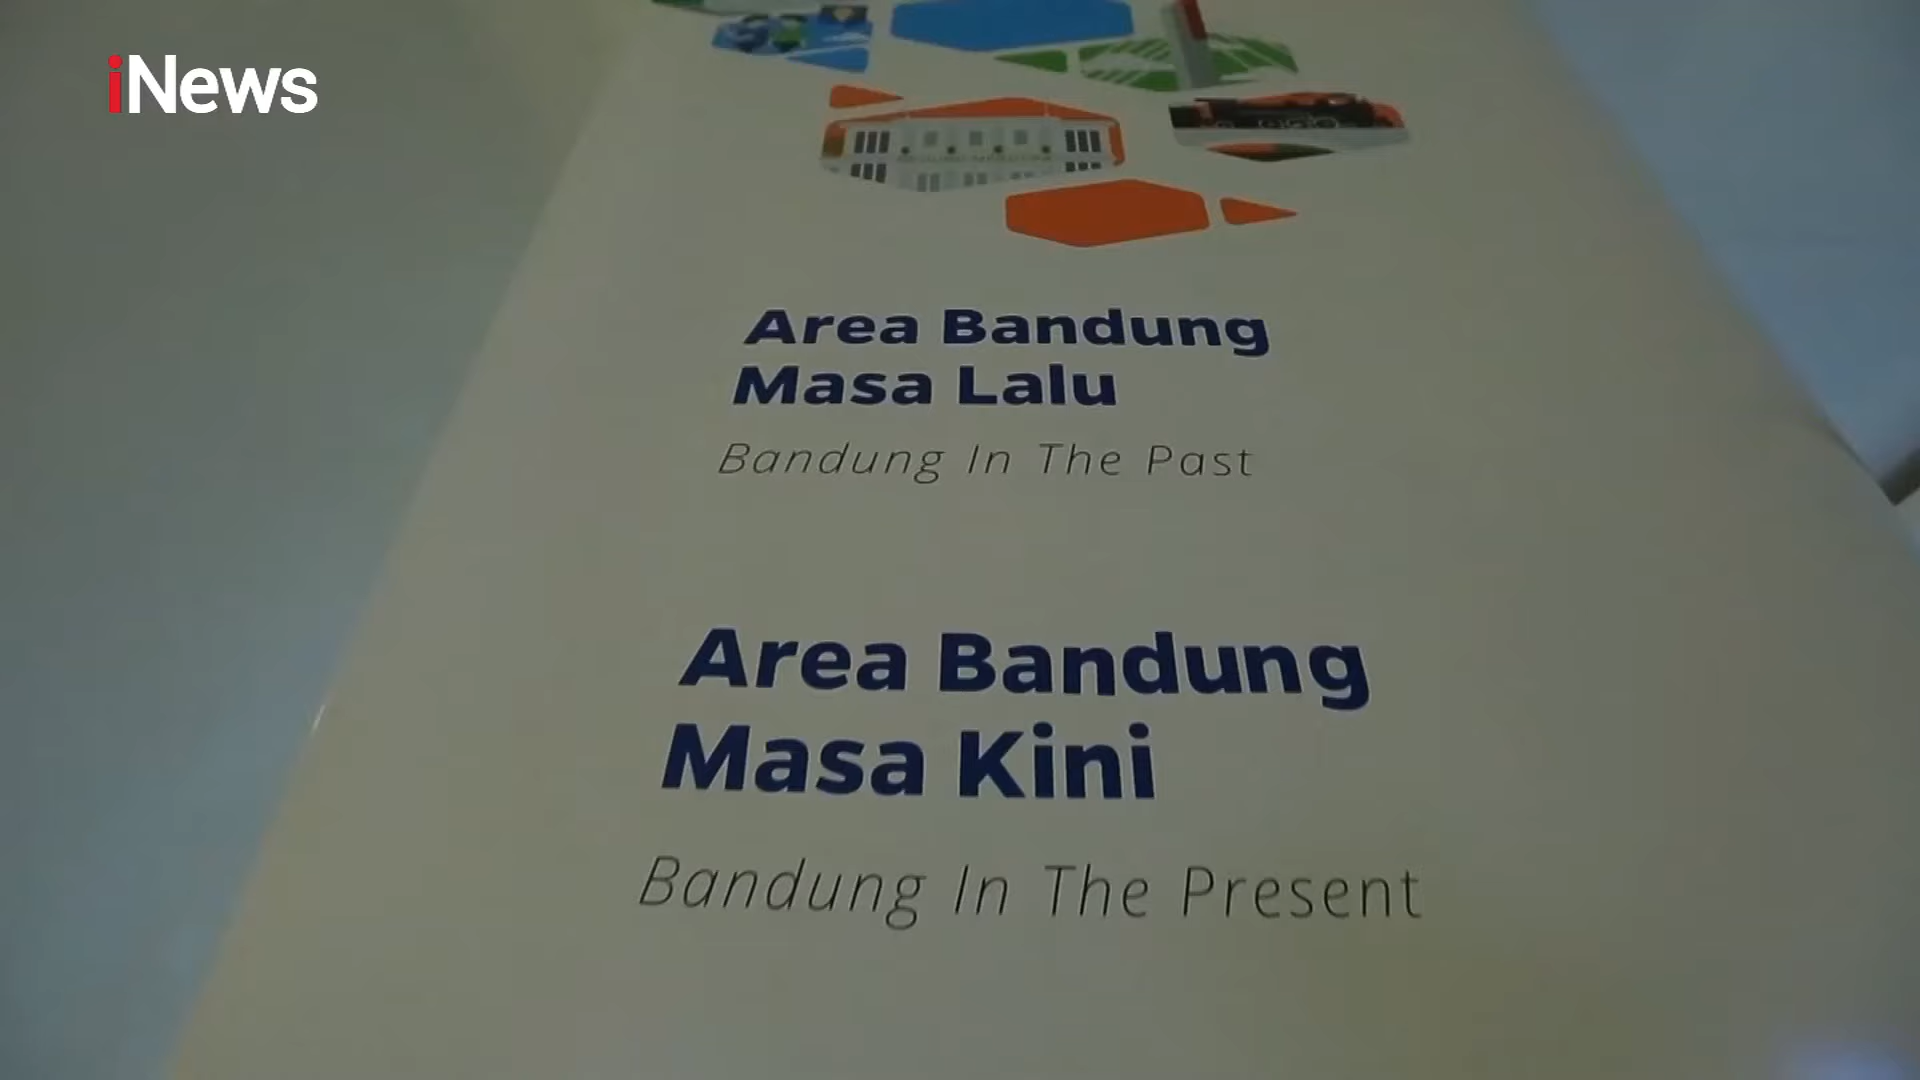 iNews
Area Bandung
Masa Lalu
Bandung In The Past
Area Bandung
Masa Kini
Bandung In The Present